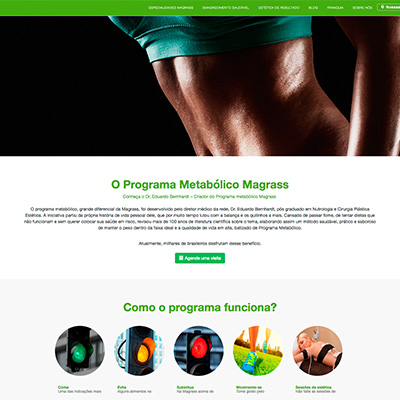 ESPECIALIDADES MAGRASS EMAGRECIMENTO SAUDÁVEL ESTÉTICA DE RESULTADO BLOG FRANQUIA SOBRE NÓS
O Programa Metabólico Magrass
Conheça o Dr. Eduardo Bernhardt – Criador do Programa metabólico Magrass
O programa metabólico, grande diferencial da Magrass, foi desenvolvido pelo diretor médico da rede, Dr. Eduardo Bernhardt, pós graduado em Nutrologia e Cirurgia Plástica
Estética. A iniciativa partiu da própria história de vida pessoal dele, que por muito tempo lutou com a balança e os quilinhos a mais. Cansado de passar fome, de tentar dietas que
não funcionam e sem querer colocar sua saúde em risco, revisou mais de 100 anos de literatura científica sobre o tema, elaborando assim um método saudável, prático e saboroso
de manter o peso dentro da faixa ideal e a qualidade de vida em alta, batizado de Programa Metabólico.
Atualmente, milhares de brasileiros desfrutam desse benefício.
Agende uma visita
Como o programa funciona?
Coma Evite Substitua Movimente-se Sessões de estética
Uma das indicações mais Alguns alimentos no Na Magrass acima de Tome gosto pelo Não falte as sessões de